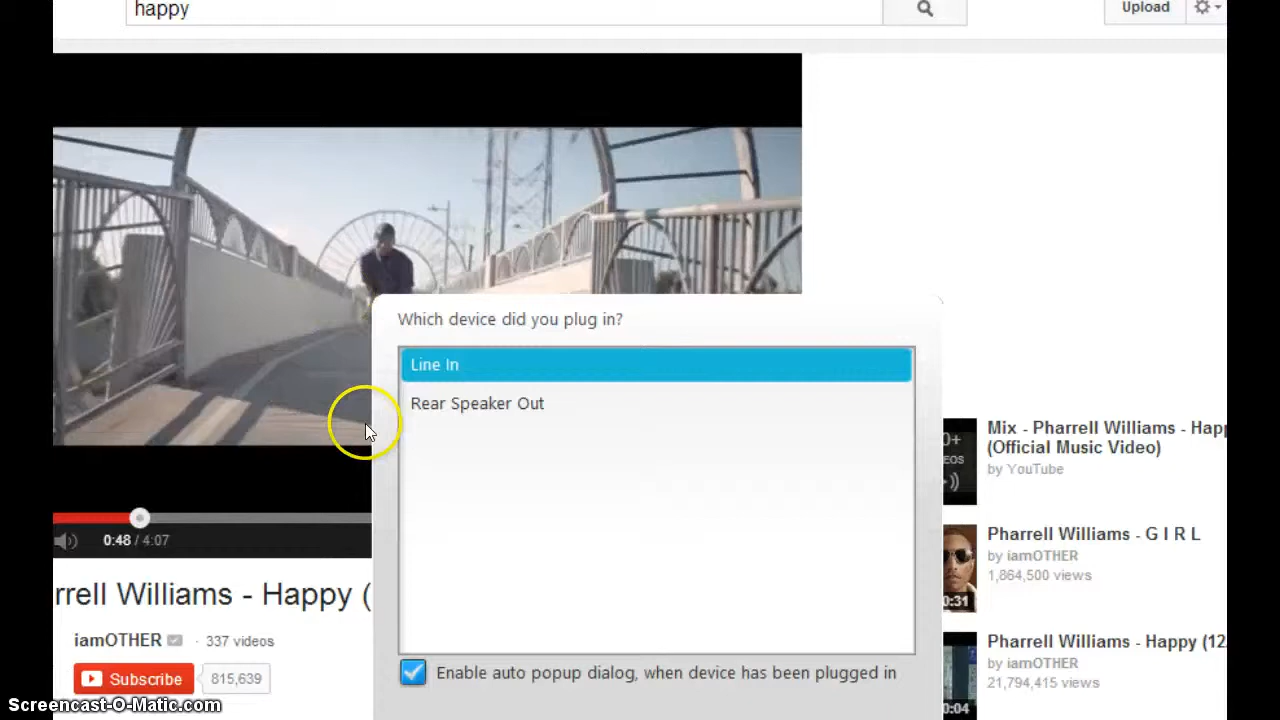 happy
Upload
Which device did you plug in?
Line In
Rear Speaker Out
Enable auto popup dialog, when device has been plugged in
0:48 / 4:07
rrell Williams - Happy (
iamOTHER · 337 videos
Subscribe 815,639
0+
EOS
Mix - Pharrell Williams - Hap
(Official Music Video)
by YouTube
Pharrell Williams - G I R L
by iamOTHER
1,864,500 views
0:31
Pharrell Williams - Happy (12
by iamOTHER
21,794,415 views
0:04
Screencast-O-Matic.com